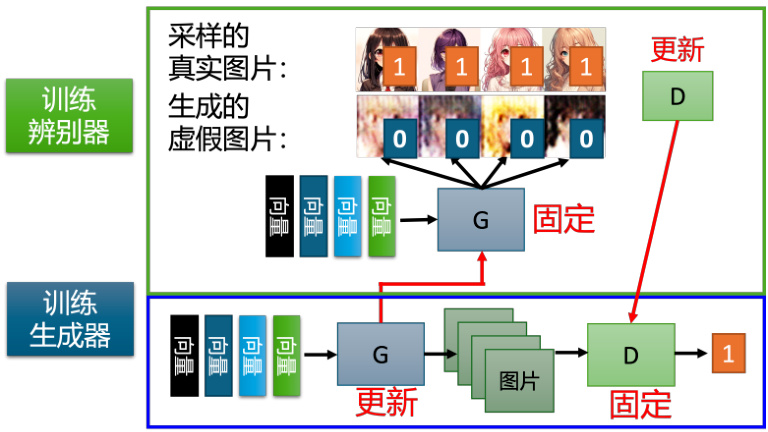 采样的
真实图片：
1 1 1 1
更新
D
训练
辨别器
生成的
虚假图片：
0 0 0 0
向量 向量 向量 向量
G
固定
训练
生成器
向量 向量 向量 向量
G
更新
图片
D
固定
1